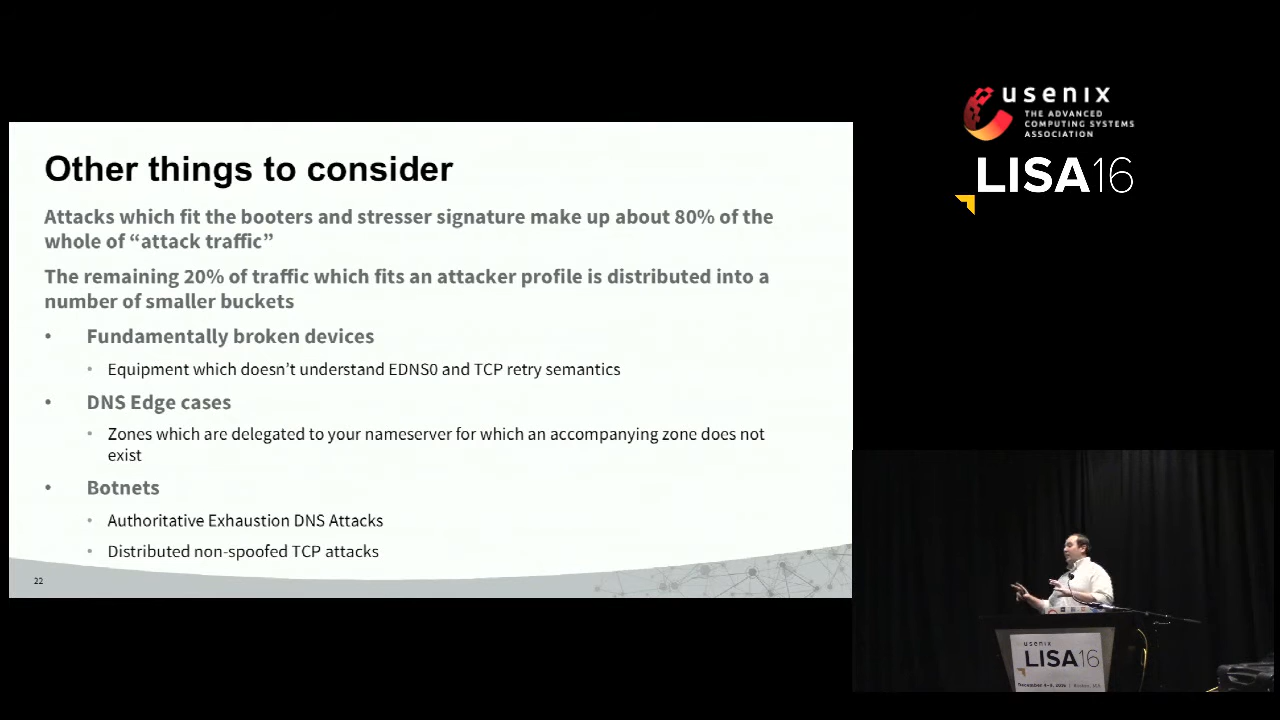 Other things to consider
Attacks which fit the booters and stresser signature make up about 80% of the
whole of “attack traffic”
The remaining 20% of traffic which fits an attacker profile is distributed into a
number of smaller buckets
• Fundamentally broken devices
• Equipment which doesn’t understand EDNS0 and TCP retry semantics
• DNS Edge cases
• Zones which are delegated to your nameserver for which an accompanying zone does not
exist
• Botnets
• Authoritative Exhaustion DNS Attacks
• Distributed non-spoofed TCP attacks
22
usenix
THE ADVANCED
COMPUTING SYSTEMS
ASSOCIATION
LISA16
usenix
LISA16